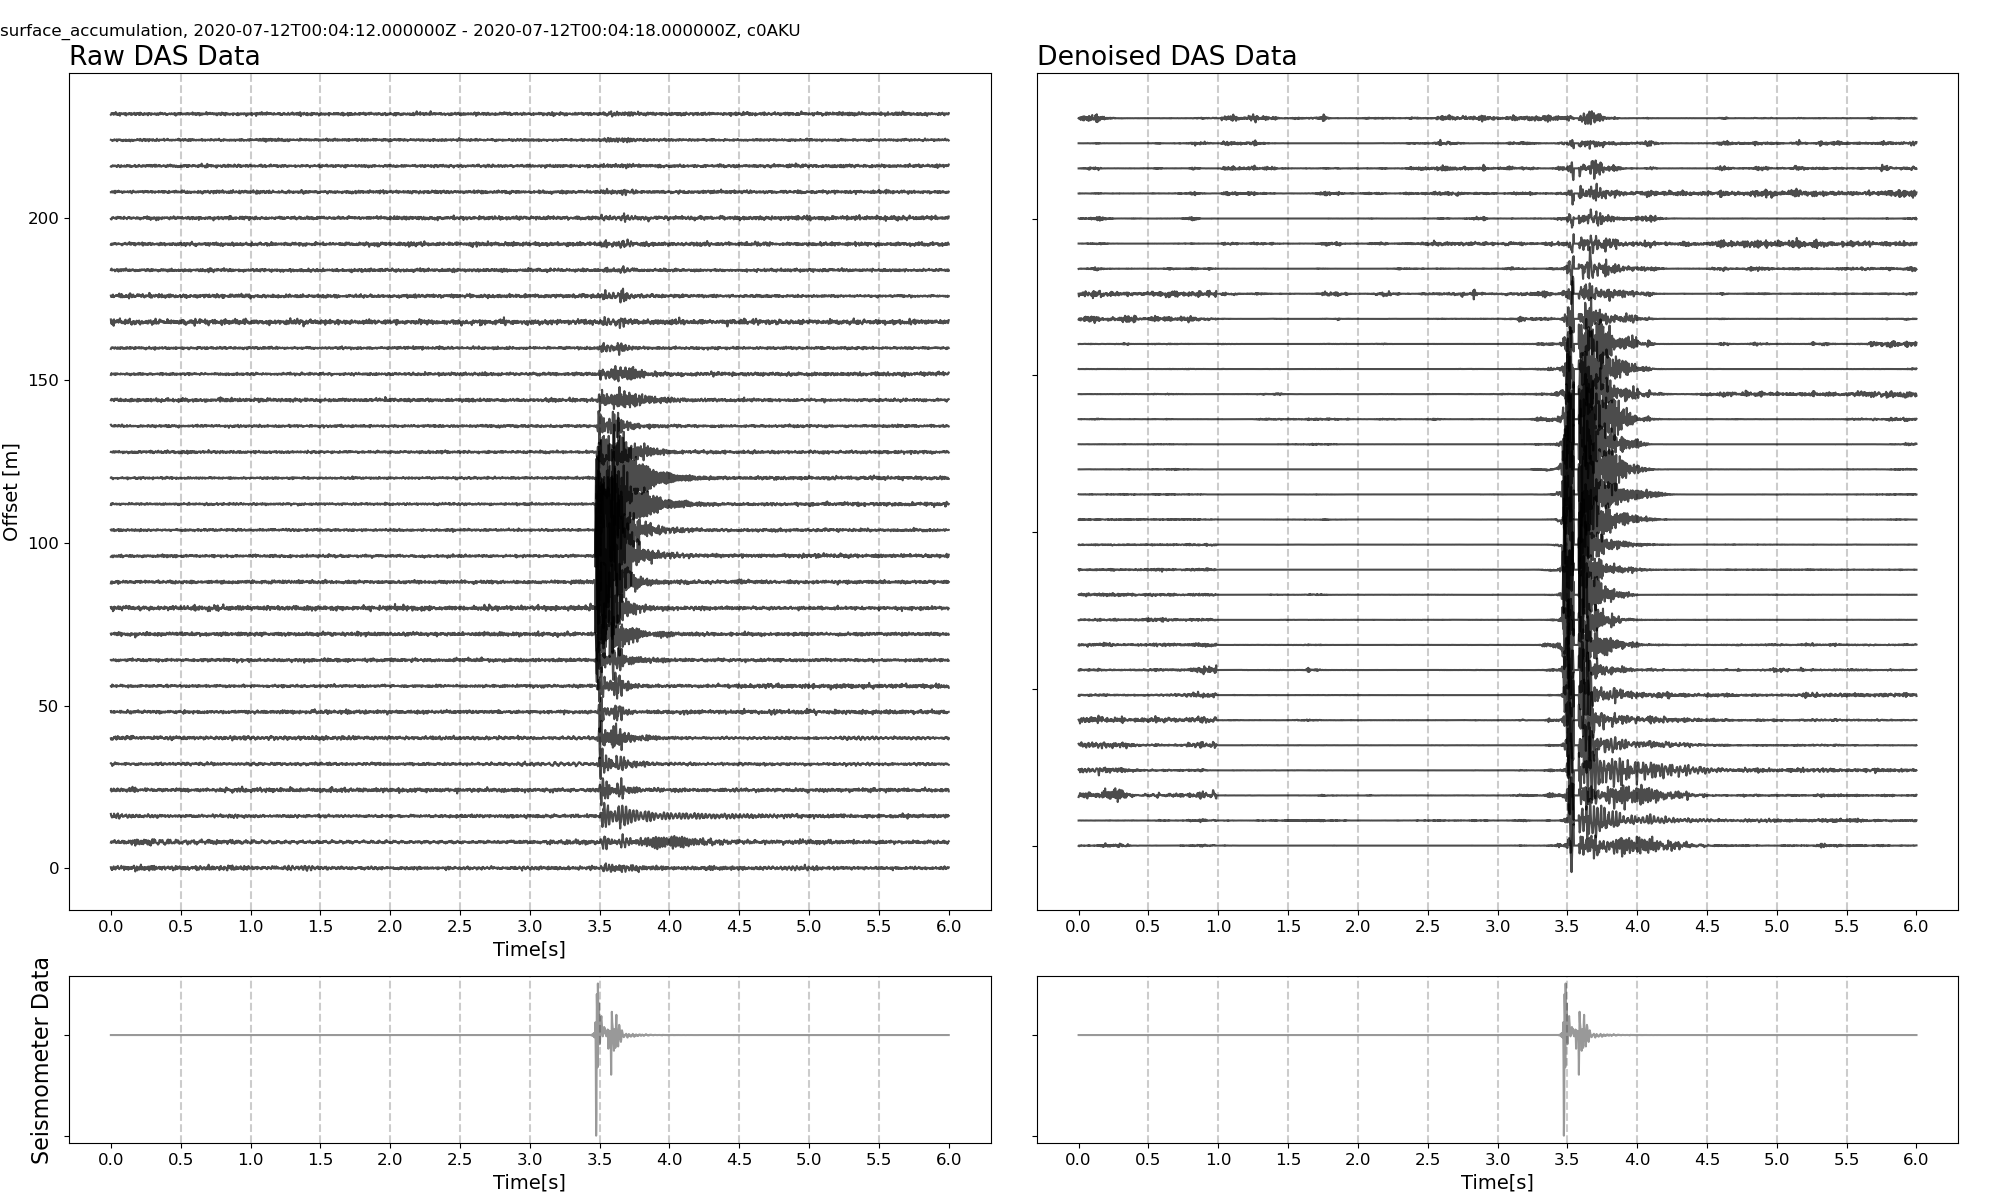 surface_accumulation, 2020-07-12T00:04:12.000000Z - 2020-07-12T00:04:18.000000Z, c0AKU
Raw DAS Data
Denoised DAS Data
Offset [m]
200
150
100
50
0
0.0 0.5 1.0 1.5 2.0 2.5 3.0 3.5 4.0 4.5 5.0 5.5 6.0
Time[s]
0.0 0.5 1.0 1.5 2.0 2.5 3.0 3.5 4.0 4.5 5.0 5.5 6.0
Seismometer Data
0.0 0.5 1.0 1.5 2.0 2.5 3.0 3.5 4.0 4.5 5.0 5.5 6.0
Time[s]
0.0 0.5 1.0 1.5 2.0 2.5 3.0 3.5 4.0 4.5 5.0 5.5 6.0
Time[s]